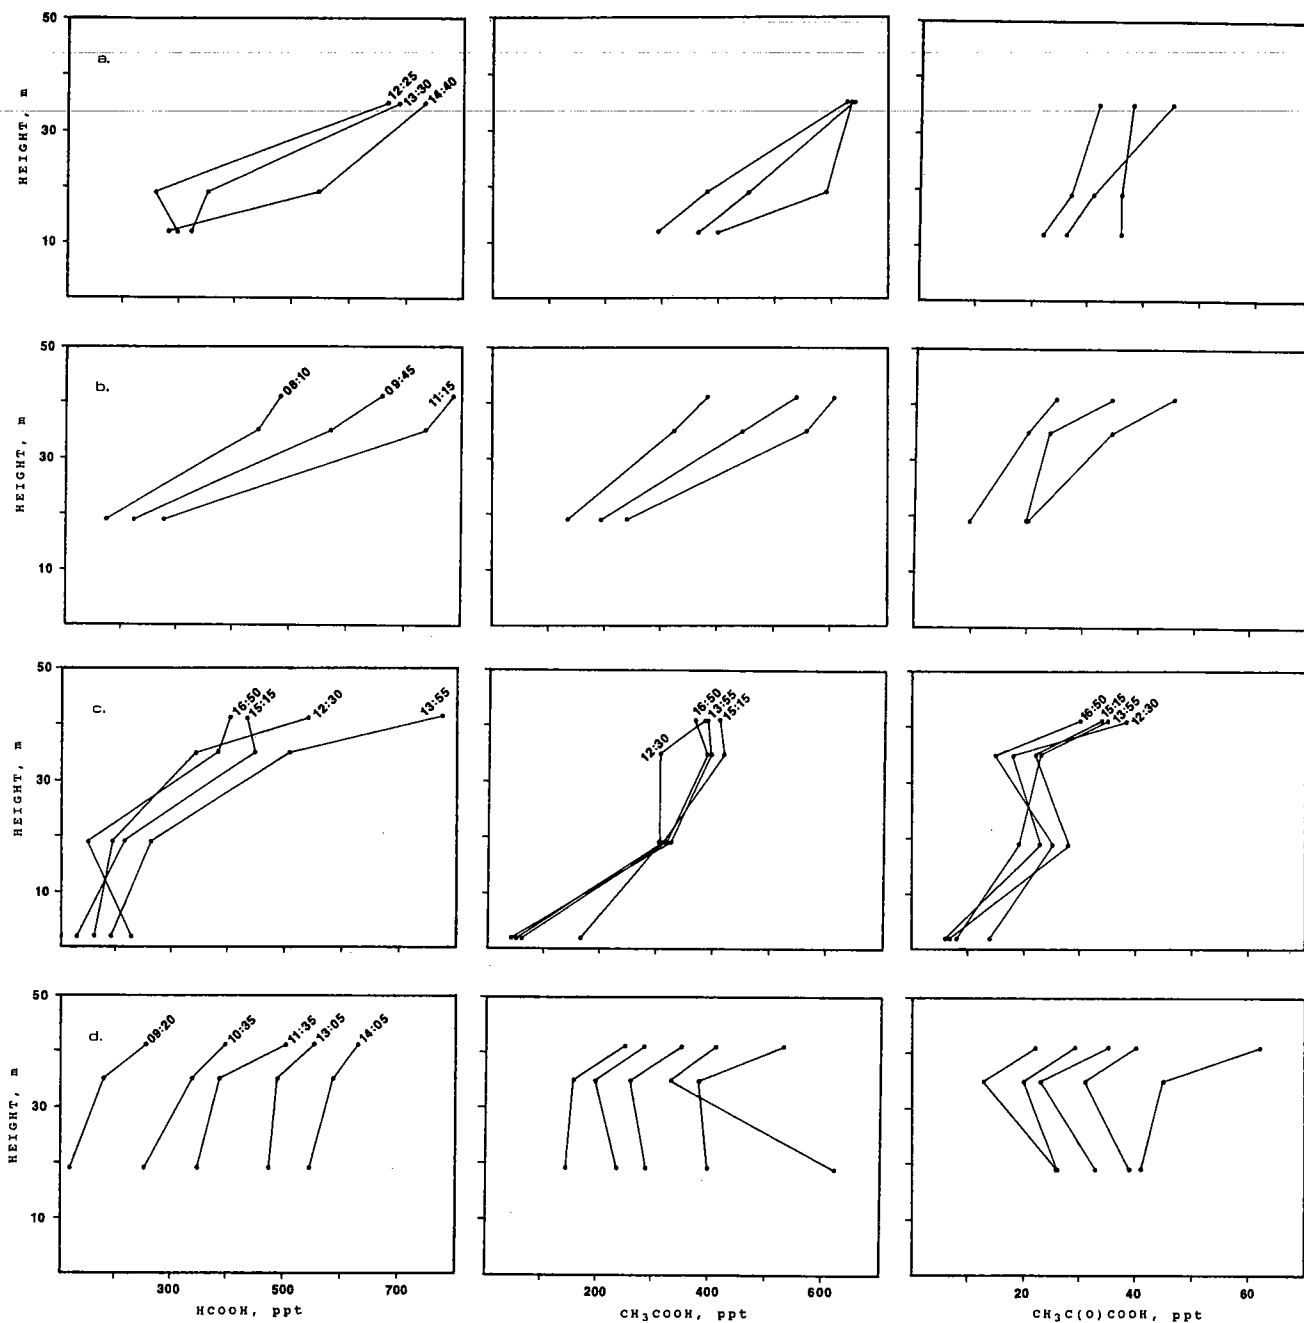 50
30
10
HEIGHT, m
a.
12:25
13:30
14:40
50
30
10
HEIGHT, m
b.
08:10
09:45
11:15
50
30
10
HEIGHT, m
c.
16:50
15:15
12:30
13:55
16:50
13:55
15:15
12:30
16:50
15:15
13:55
12:30
50
30
10
HEIGHT, m
d.
09:20
10:35
11:35
13:05
14:05
300 500 700
200 400 600
20 40 60
HCOOH, ppt
CH₃COOH, ppt
CH₃C(O)COOH, ppt